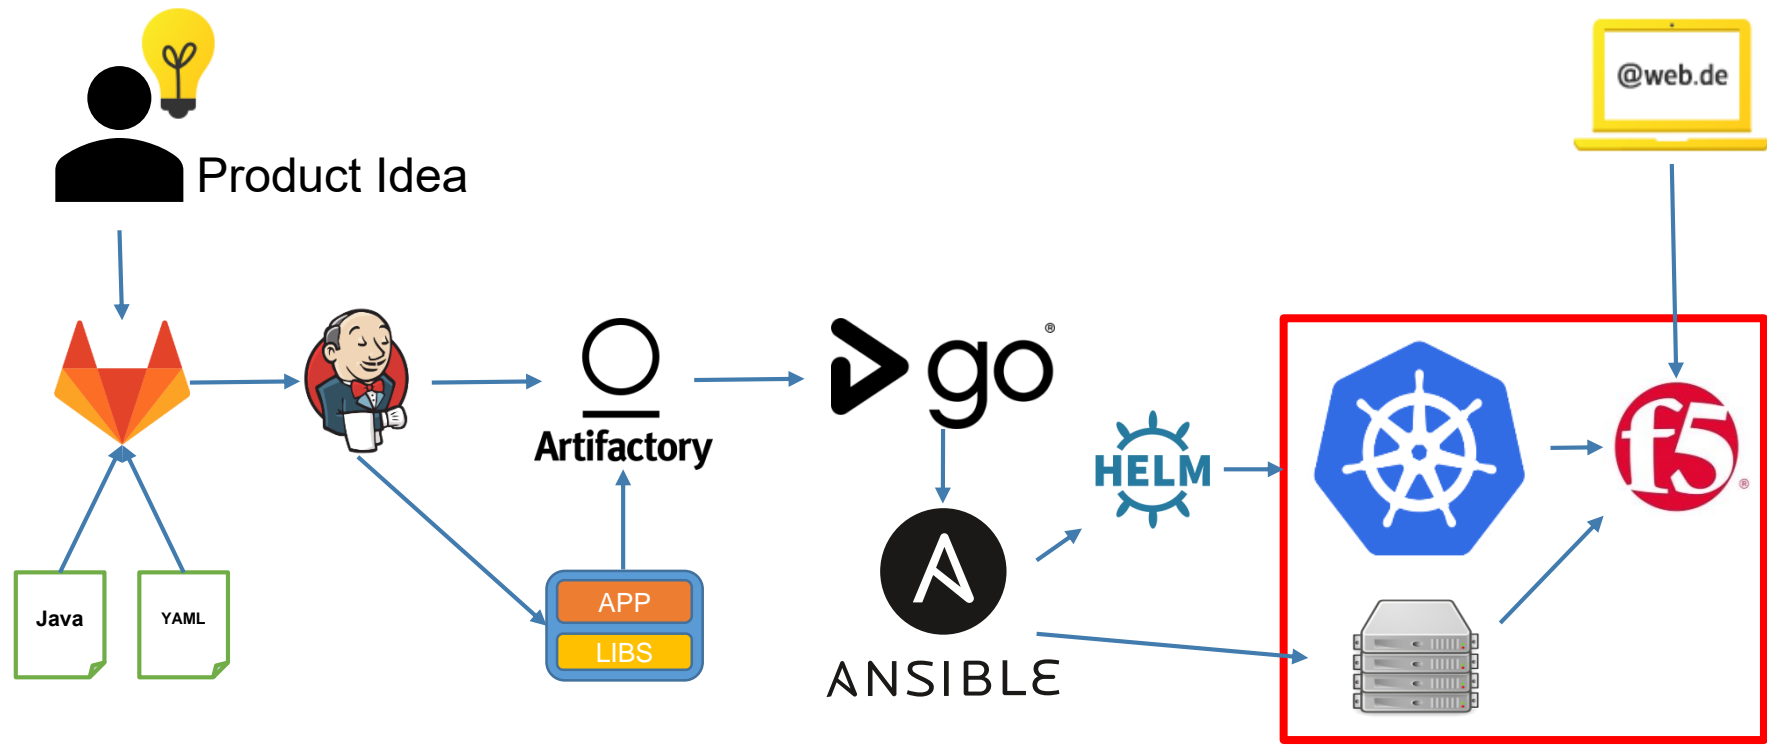 @web.de
Product Idea
go®
Artifactory
HELM
f5®
APP
LIBS
Java
YAML
ANSIBLE